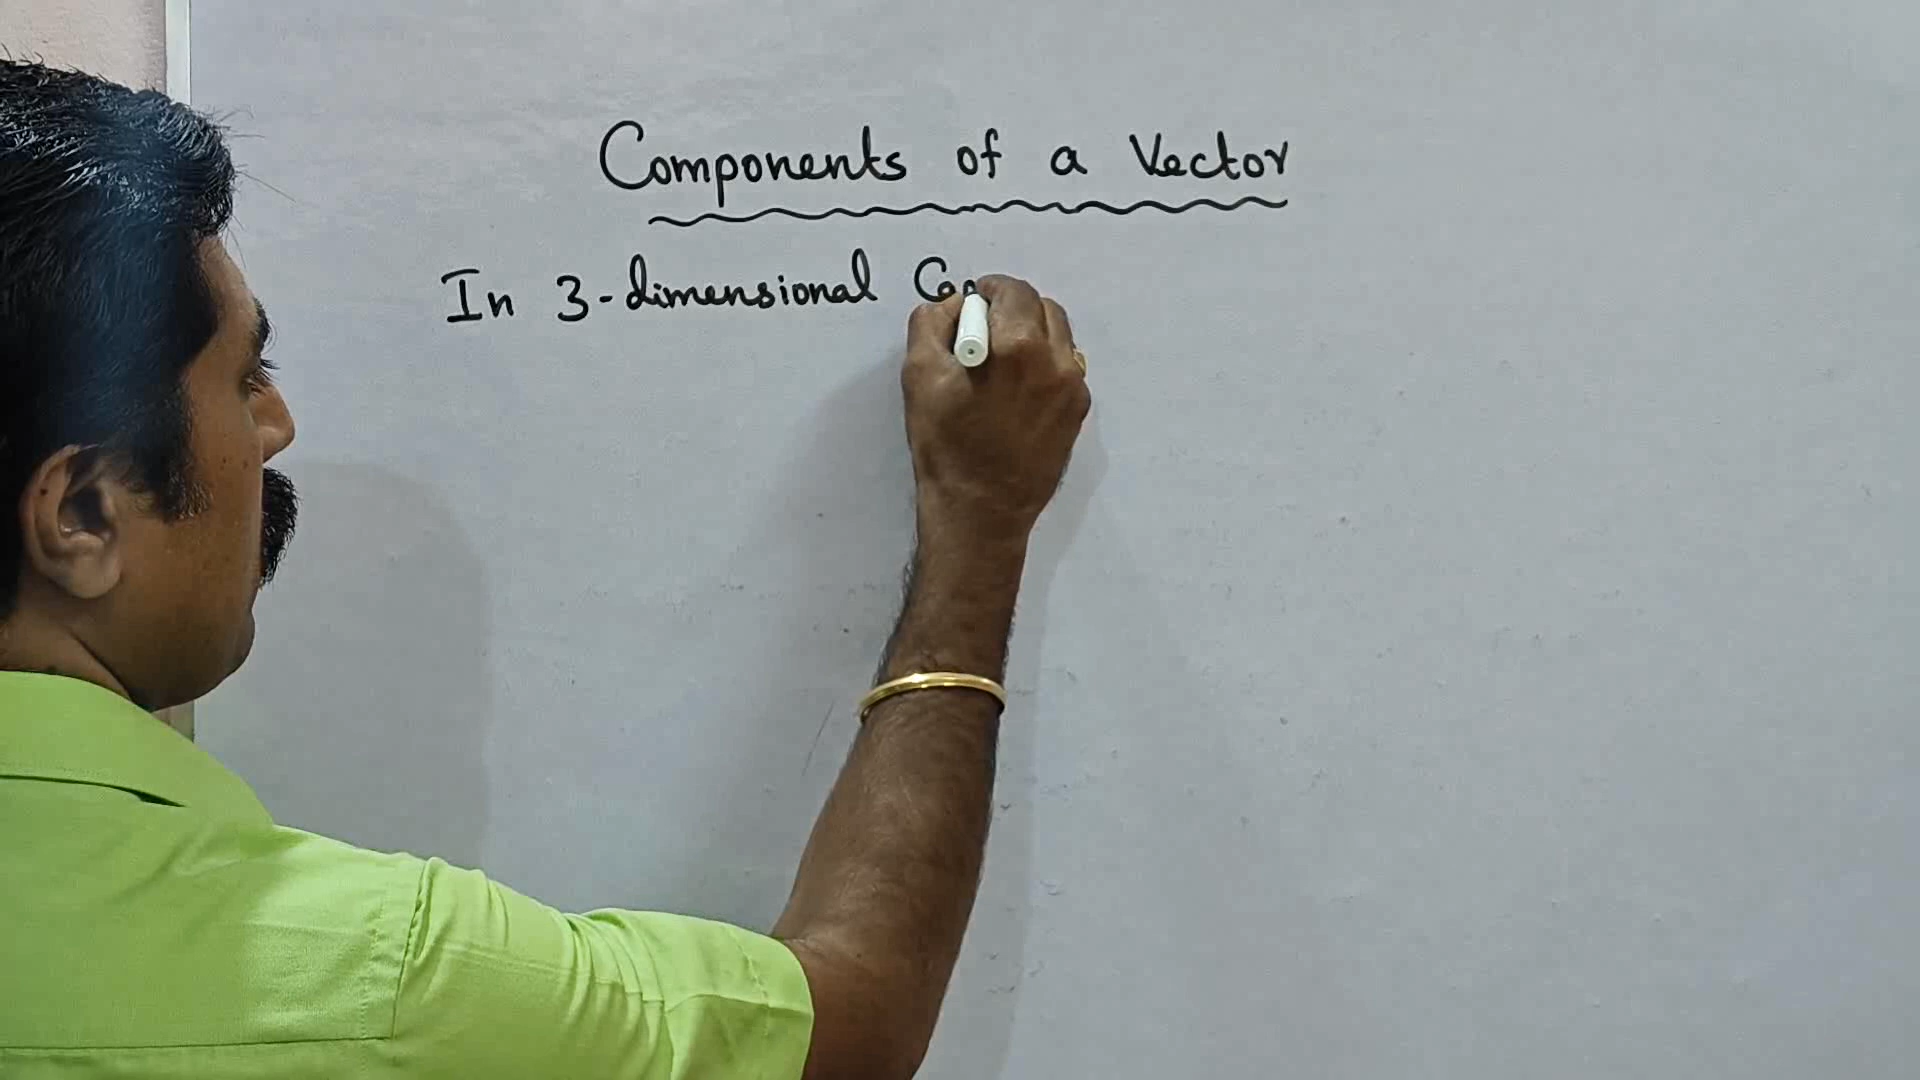 Components of a Vector
In 3-dimensional